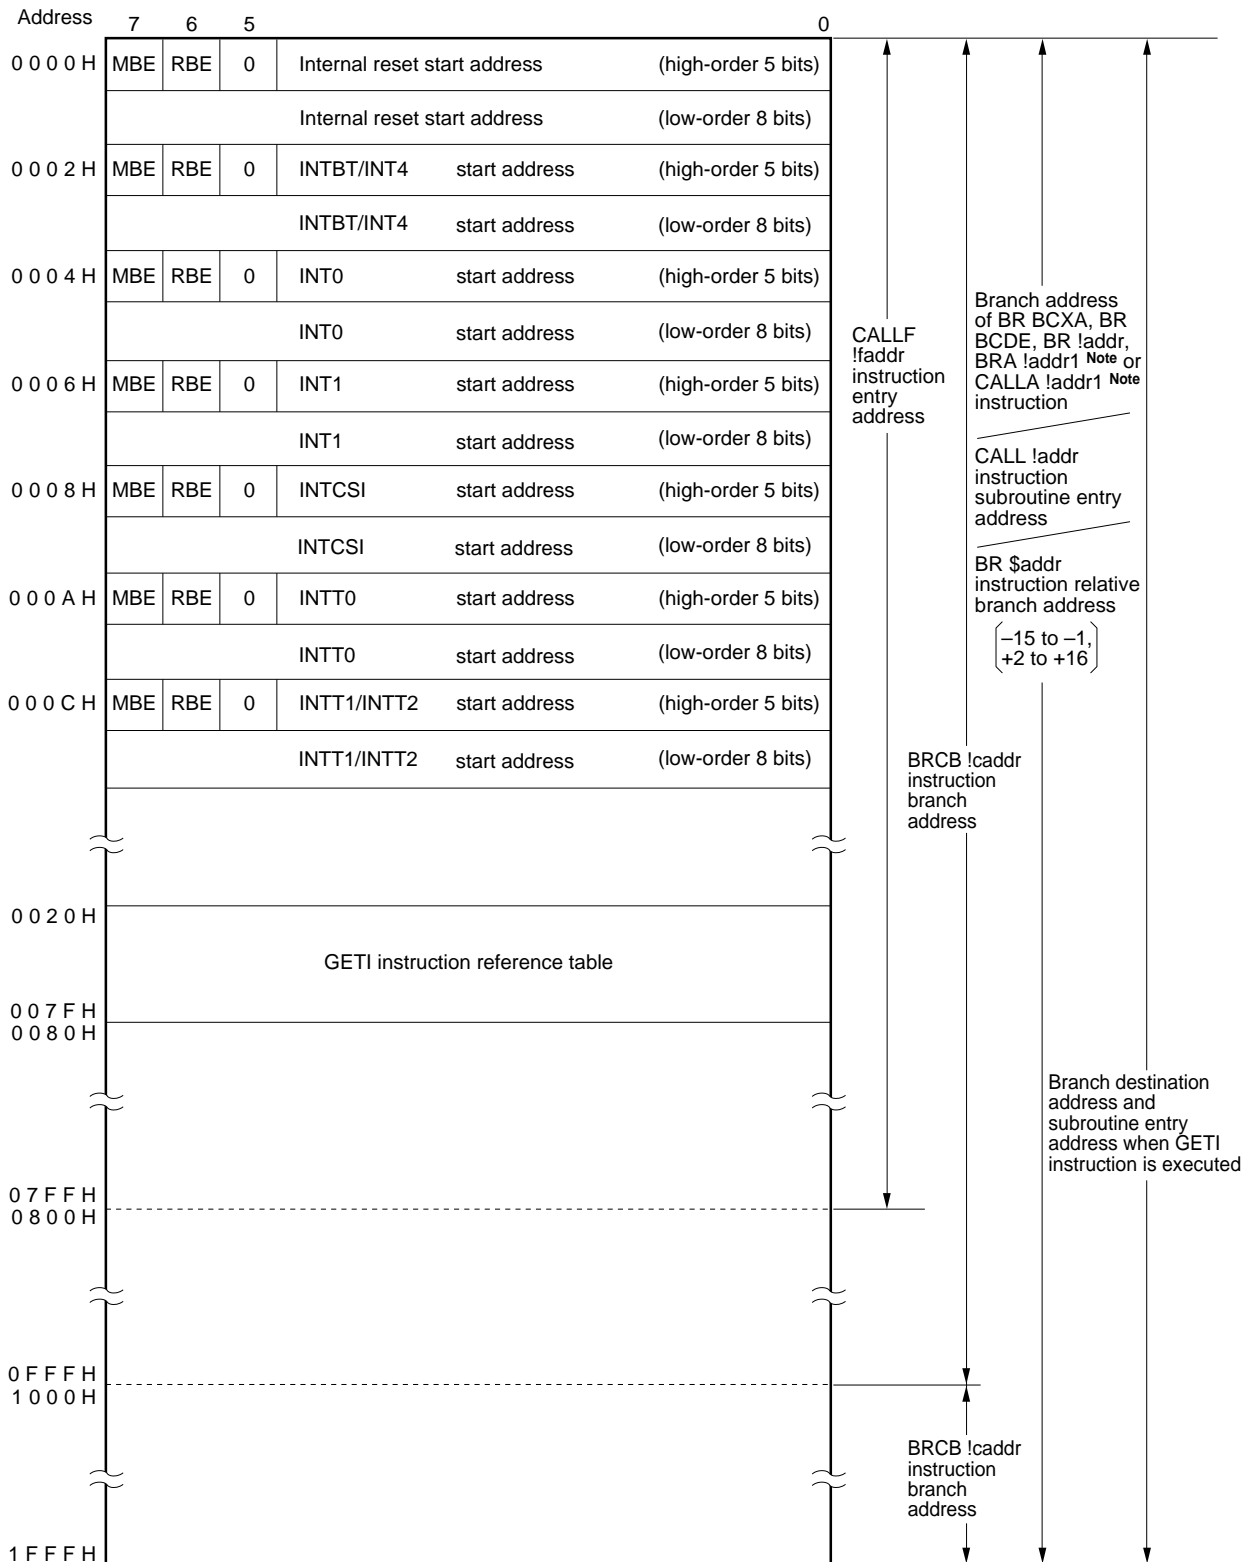 Address 7 6 5 0
0000H MBE RBE 0 Internal reset start address (high-order 5 bits)
Internal reset start address (low-order 8 bits)
0002H MBE RBE 0 INTBT/INT4 start address (high-order 5 bits)
INTBT/INT4 start address (low-order 8 bits)
0004H MBE RBE 0 INT0 start address (high-order 5 bits)
INT0 start address (low-order 8 bits)
0006H MBE RBE 0 INT1 start address (high-order 5 bits)
INT1 start address (low-order 8 bits)
0008H MBE RBE 0 INTCSI start address (high-order 5 bits)
INTCSI start address (low-order 8 bits)
000AH MBE RBE 0 INTT0 start address (high-order 5 bits)
INTT0 start address (low-order 8 bits)
000CH MBE RBE 0 INTT1/INTT2 start address (high-order 5 bits)
INTT1/INTT2 start address (low-order 8 bits)
0020H
GETI instruction reference table
007FH
0080H
07FFH
0800H
0FFFH
1000H
1FFFH
CALLF
!faddr
instruction
entry
address
BRCB !caddr
instruction
branch
address
BRCB !caddr
instruction
branch
address
Branch address
of BR BCXA, BR
BCDE, BR !addr,
BRA !addr1 Note or
CALLA !addr1 Note
instruction
CALL !addr
instruction
subroutine entry
address
BR $addr
instruction relative
branch address
–15 to –1,
+2 to +16
Branch destination
address and
subroutine entry
address when GETI
instruction is executed